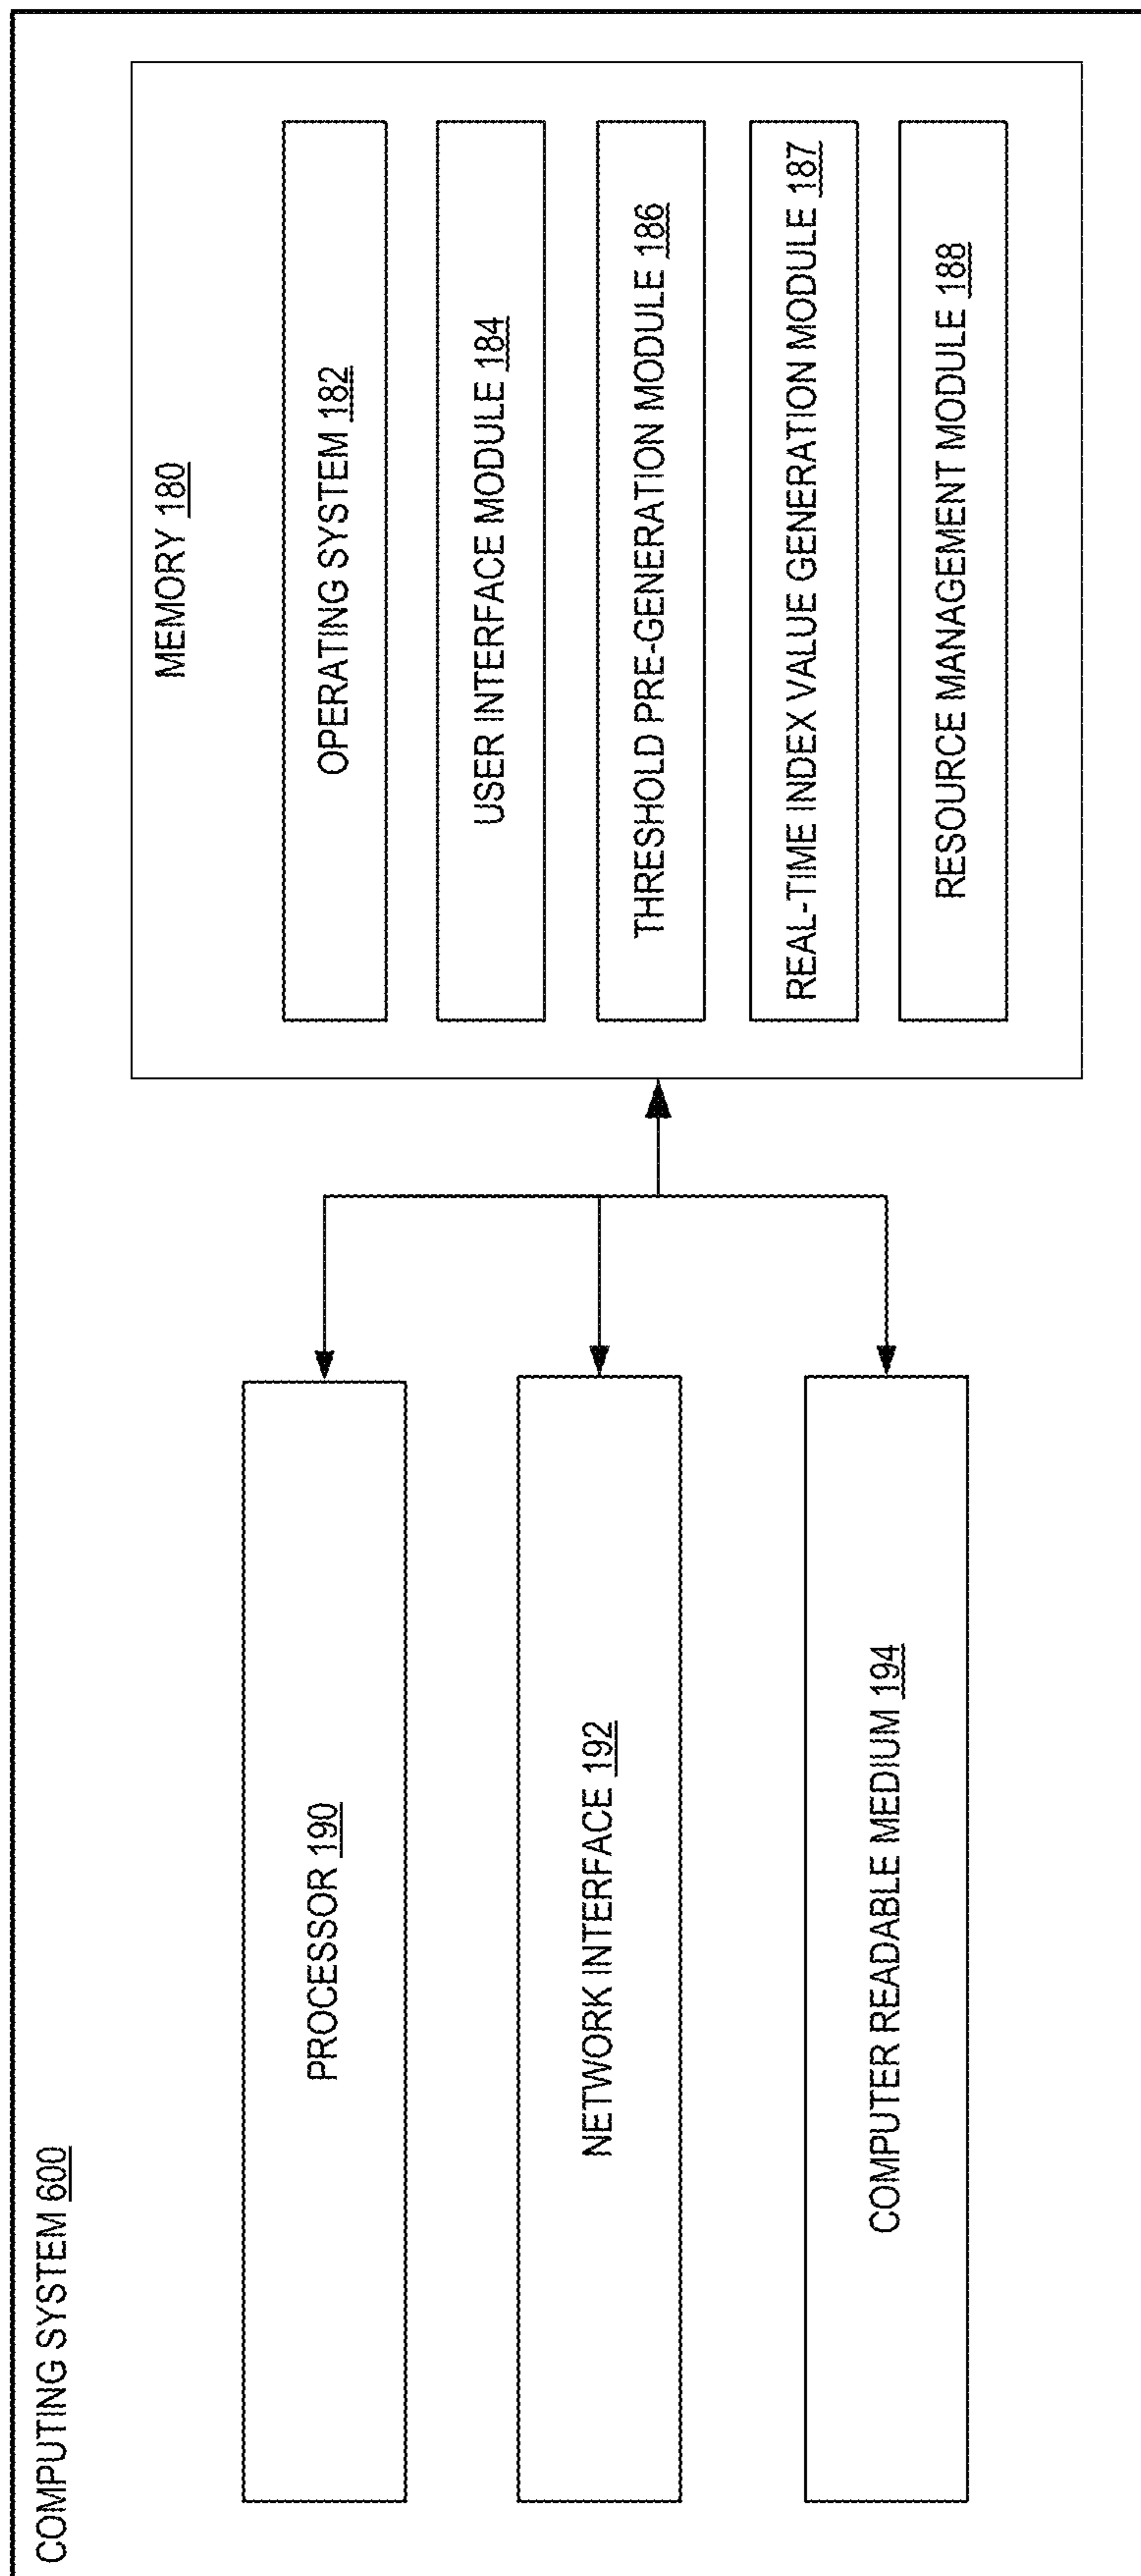 COMPUTING SYSTEM 600
PROCESSOR 190
NETWORK INTERFACE 192
COMPUTER READABLE MEDIUM 194
MEMORY 180
OPERATING SYSTEM 182
USER INTERFACE MODULE 184
THRESHOLD PRE-GENERATION MODULE 186
REAL-TIME INDEX VALUE GENERATION MODULE 187
RESOURCE MANAGEMENT MODULE 188